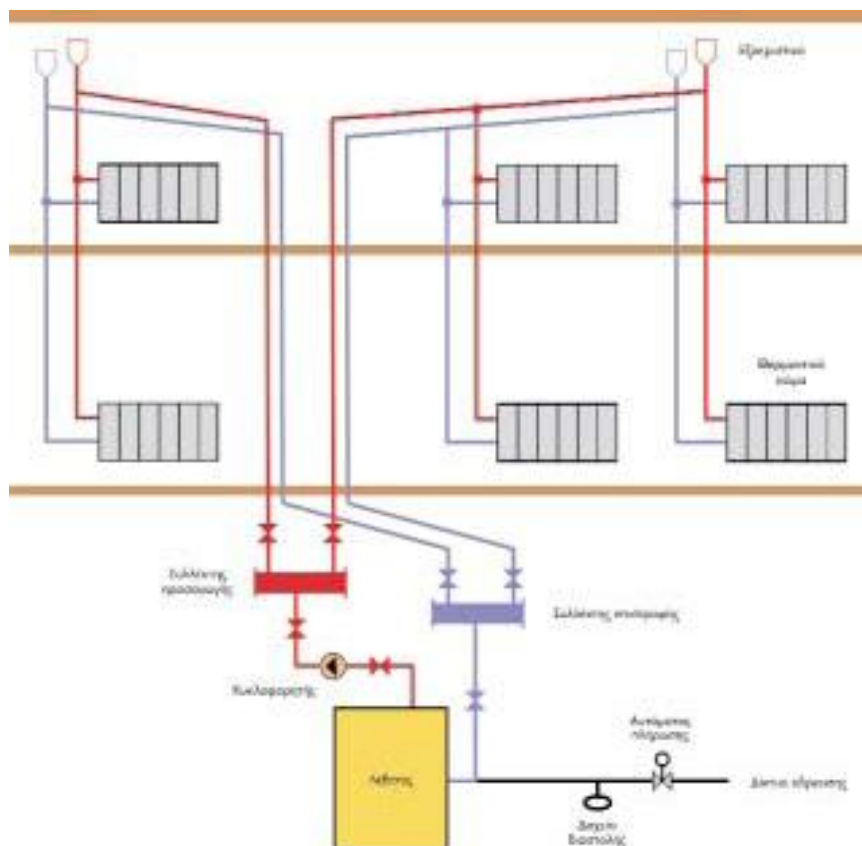 Εξαεριστικό
Θερμαντικό
σώμα
Συλλέκτης
προσαγωγής
Συλλέκτης επιστροφής
Κυκλοφορητής
Αυτόματος
πλήρωσης
Λέβητας
Δίκτυο ύδρευσης
Δοχείο
διαστολής